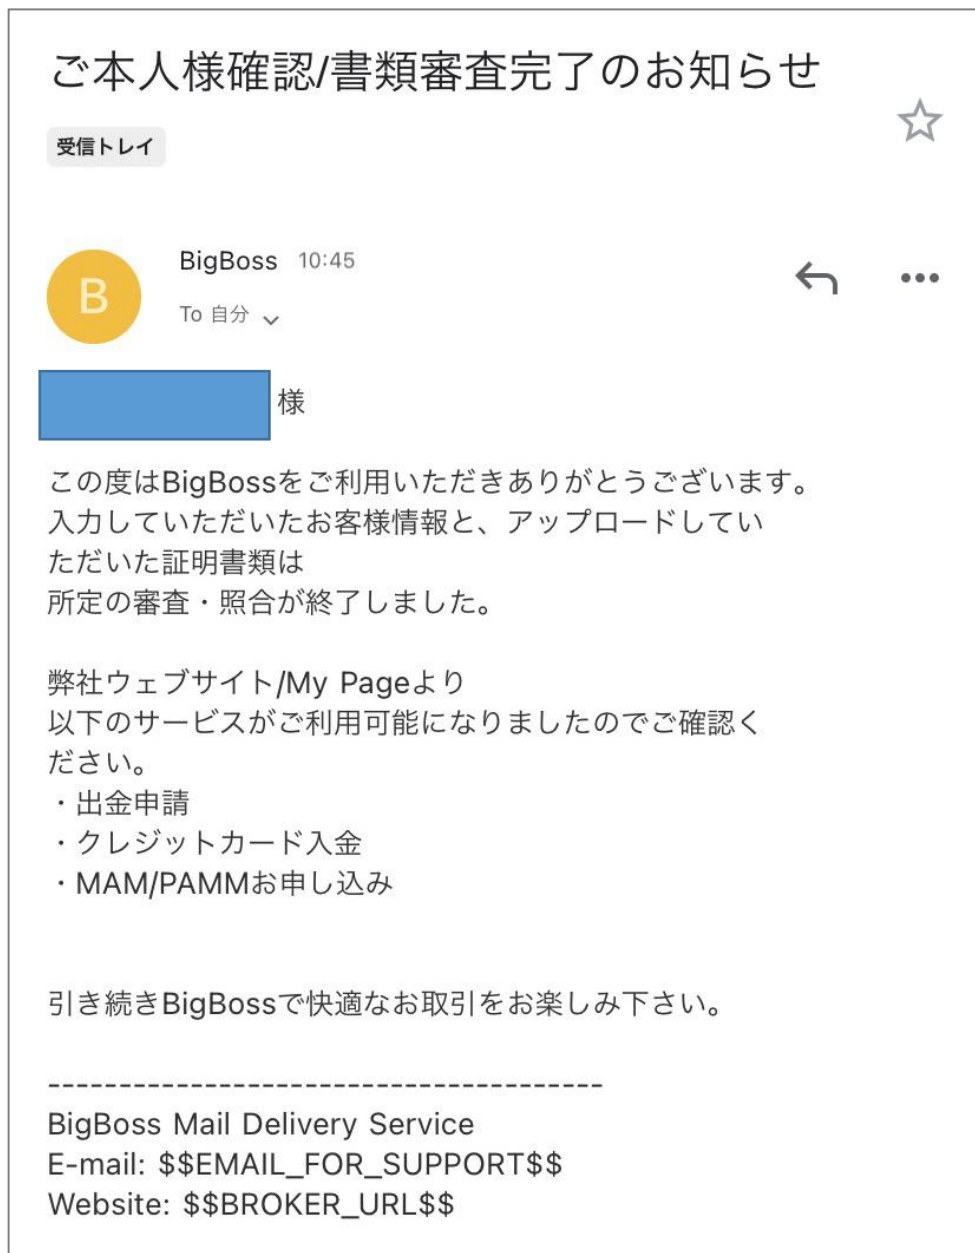 ご本人様確認/書類審査完了のお知らせ
受信トレイ
B
BigBoss 10:45
To 自分
様
この度はBigBossをご利用いただきありがとうございます。
入力していただいたお客様情報と、アップロードしてい
ただいた証明書類は
所定の審査・照合が終了しました。
弊社ウェブサイト/My Pageより
以下のサービスがご利用可能になりましたのでご確認く
ださい。
・出金申請
・クレジットカード入金
・MAM/PAMMお申し込み
引き続きBigBossで快適なお取引をお楽しみ下さい。
---------------------------------------
BigBoss Mail Delivery Service
E-mail: $$EMAIL_FOR_SUPPORT$$
Website: $$BROKER_URL$$